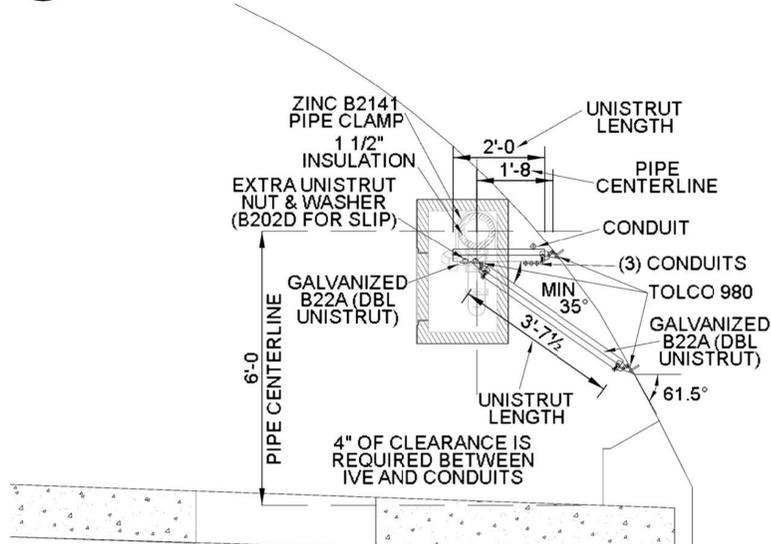 ZINC B2141
PIPE CLAMP
1 1/2"
INSULATION
EXTRA UNISTRUT
NUT & WASHER
(B202D FOR SLIP)
GALVANIZED
B22A (DBL
UNISTRUT)
6'-0
PIPE CENTERLINE
UNISTRUT
LENGTH
2'-0
1'-8
PIPE
CENTERLINE
CONDUIT
(3) CONDUITS
TOLCO 980
MIN
35°
3'-7½
GALVANIZED
B22A (DBL
UNISTRUT)
61.5°
UNISTRUT
LENGTH
4" OF CLEARANCE IS
REQUIRED BETWEEN
IVE AND CONDUITS